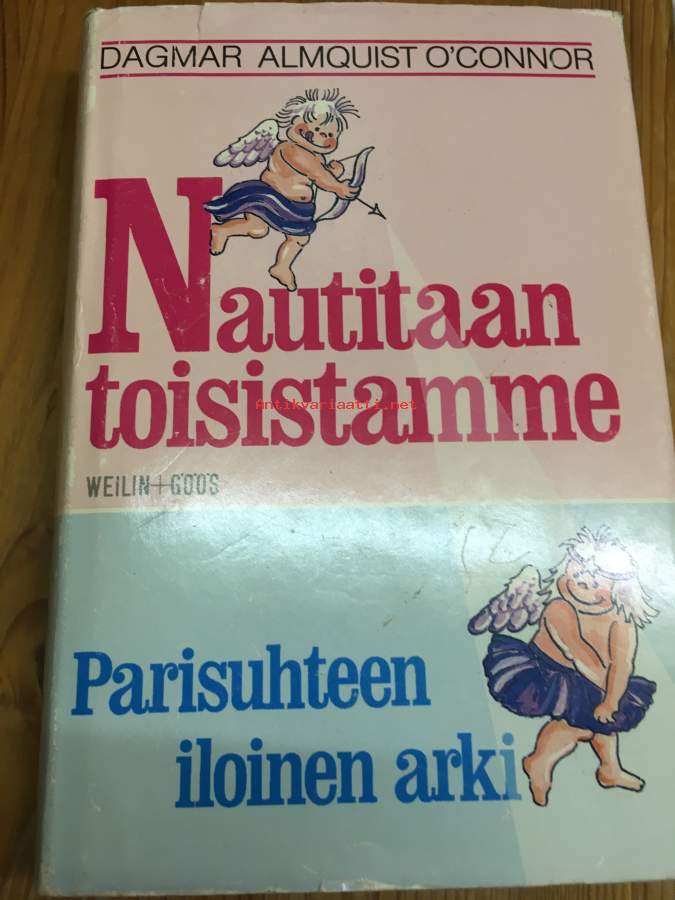 DAGMAR ALMQUIST O'CONNOR
Nautitaan
toisistamme
Antikvariaatti.net
WEILIN+GÖÖS
Parisuhteen
iloinen arki